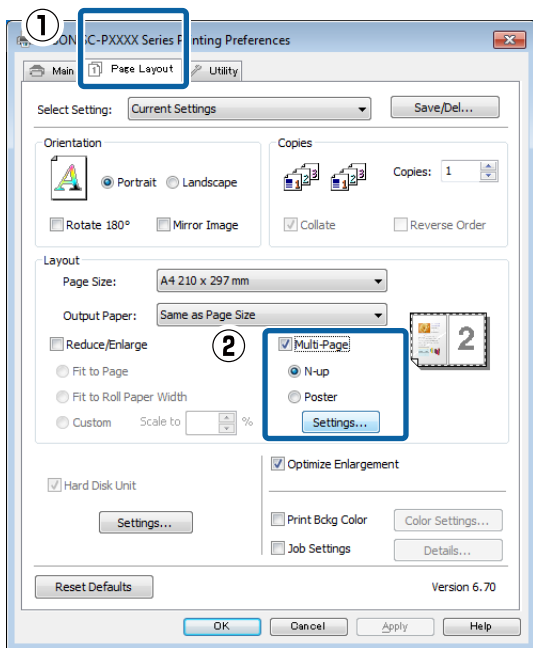 ①
EPSON SC-PXXXX Series Printing Preferences
Main Page Layout Utility
Select Setting: Current Settings Save/Del...
Orientation
Portrait Landscape
Rotate 180° Mirror Image
Copies
Copies: 1
Collate Reverse Order
Layout
Page Size: A4 210 x 297 mm
Output Paper: Same as Page Size
Reduce/Enlarge
Fit to Page
Fit to Roll Paper Width
Custom Scale to %
②
Multi-Page
N-up
Poster
Settings...
2
Optimize Enlargement
Hard Disk Unit
Settings...
Print Bckg Color Color Settings...
Job Settings Details...
Reset Defaults Version 6.70
OK Cancel Apply Help